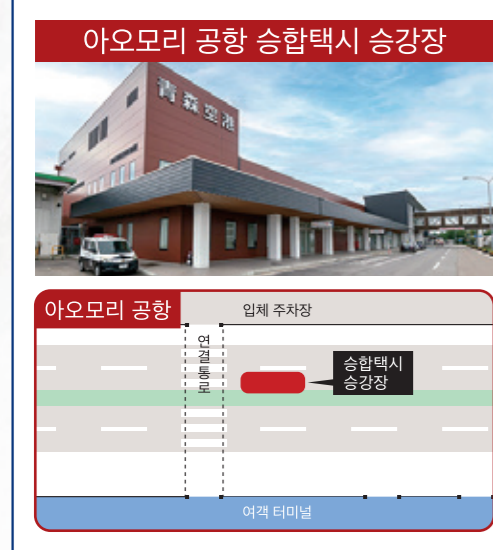 아오모리 공항 승합택시 승강장
青森空港
아오모리 공항
입체 주차장
연결통로
승합택시
승강장
여객 터미널